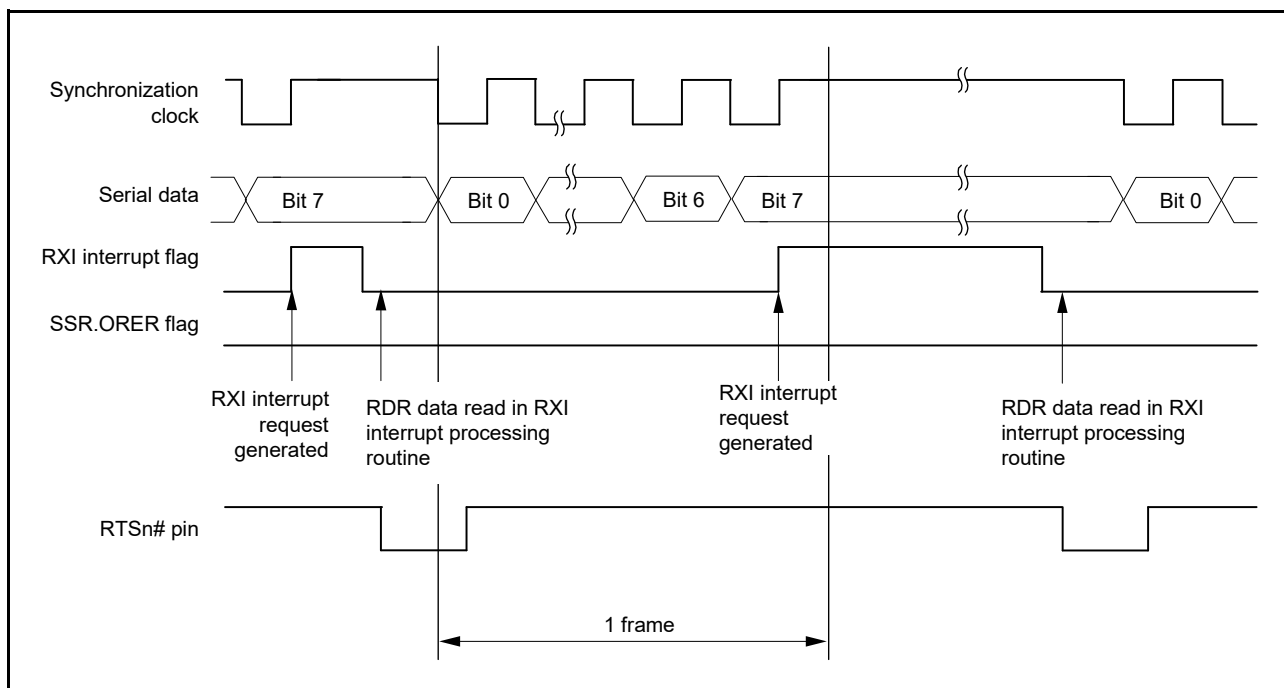 Synchronization
clock
Serial data
Bit 7
Bit 0
Bit 6
Bit 7
Bit 0
RXI interrupt flag
SSR.ORER flag
RXI interrupt
request
generated
RDR data read in RXI
interrupt processing
routine
RXI interrupt
request
generated
RDR data read in RXI
interrupt processing
routine
RTSn# pin
1 frame